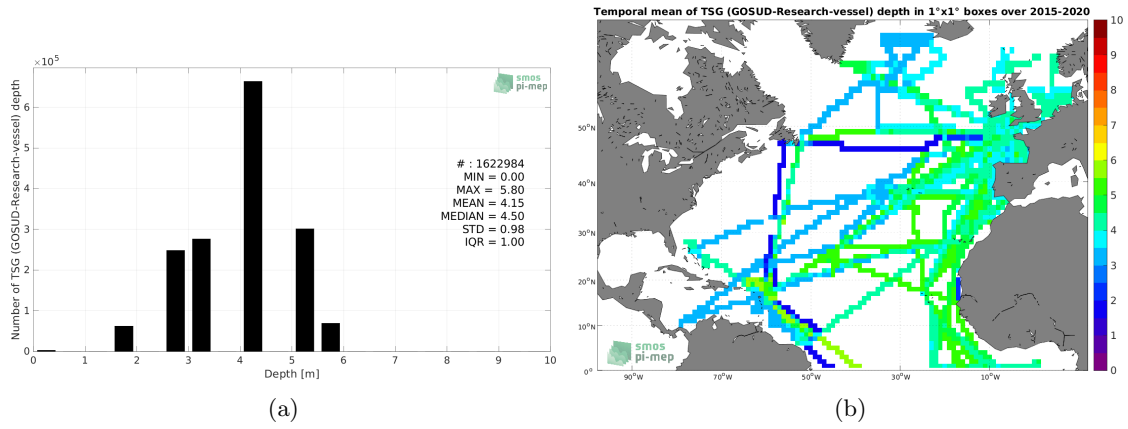 ×10⁵
Number of TSG (GOSUD-Research-vessel) depth
6
5
4
3
2
1
0
0 1 2 3 4 5 6 7 8 9 10
Depth [m]
smos
pi-mep
# : 1622984
MIN = 0.00
MAX = 5.80
MEAN = 4.15
MEDIAN = 4.50
STD = 0.98
IQR = 1.00
(a)
Temporal mean of TSG (GOSUD-Research-vessel) depth in 1°x1° boxes over 2015-2020
50°N
40°N
30°N
20°N
10°N
0°
90°W 70°W 50°W 30°W 10°W
smos
pi-mep
10
9
8
7
6
5
4
3
2
1
0
(b)